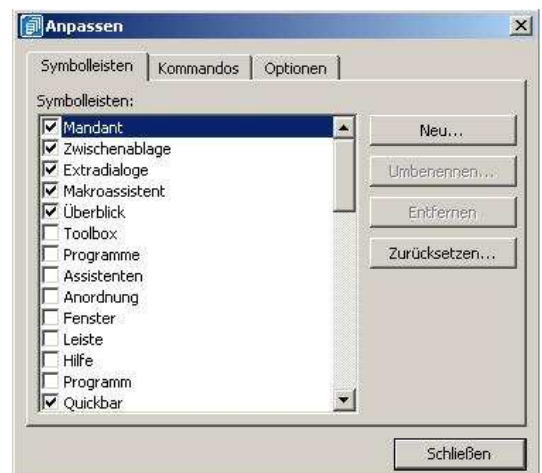 Anpassen
Symbolleisten Kommandos Optionen
Symbolleisten:
Mandant
Zwischenablage
Extradialoge
Makroassistent
Überblick
Toolbox
Programme
Assistenten
Anordnung
Fenster
Leiste
Hilfe
Programm
Quickbar
Neu...
Umbenennen...
Entfernen
Zurücksetzen...
Schließen